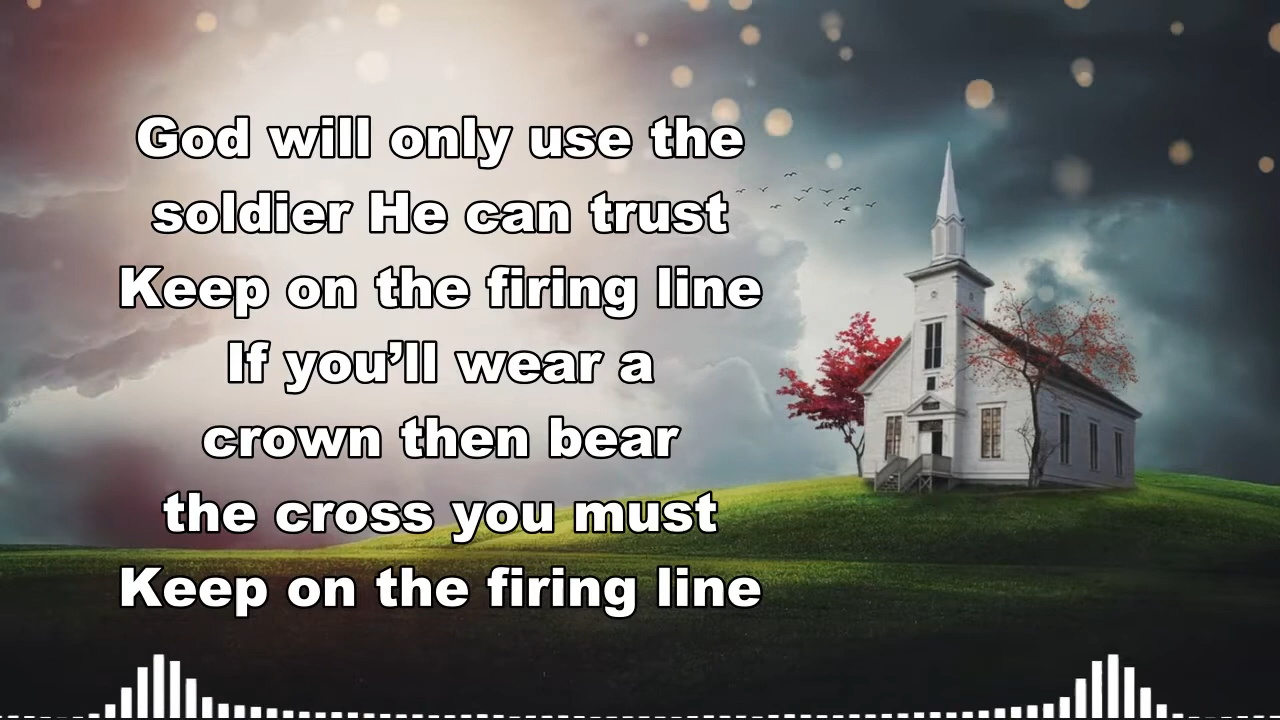 God will only use the
soldier He can trust
Keep on the firing line
If you’ll wear a
crown then bear
the cross you must
Keep on the firing line